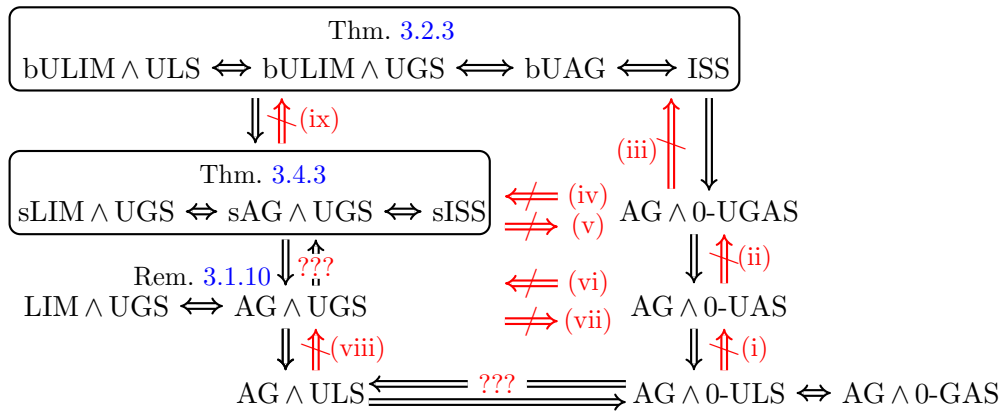 Thm. 3.2.3
bULIM ∧ ULS ⟺ bULIM ∧ UGS ⟺ bUAG ⟺ ISS
(ix)
(iii)
Thm. 3.4.3
(iv)
sLIM ∧ UGS ⟺ sAG ∧ UGS ⟺ sISS
AG ∧ 0-UGAS
(v)
???
(ii)
Rem. 3.1.10
(vi)
LIM ∧ UGS ⟺ AG ∧ UGS
AG ∧ 0-UAS
(vii)
(viii)
(i)
???
AG ∧ ULS
AG ∧ 0-ULS ⟺ AG ∧ 0-GAS